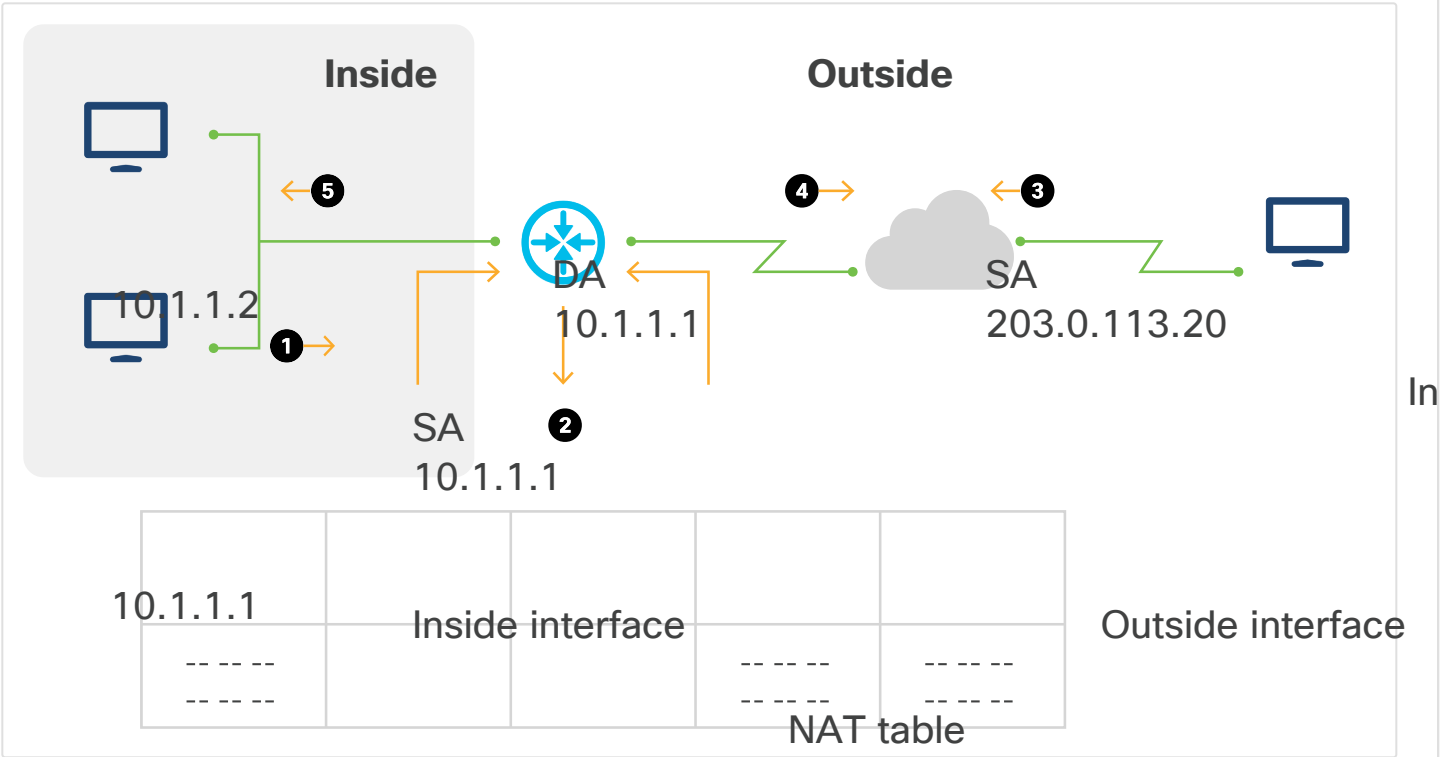 Inside
Outside
5
4
3
DA
10.1.1.1
SA
203.0.113.20
10.1.1.2
1
In
2
SA
10.1.1.1
10.1.1.1
Inside interface
Outside interface
-- -- --
-- -- --
-- -- --
-- -- --
-- -- --
-- -- --
NAT table